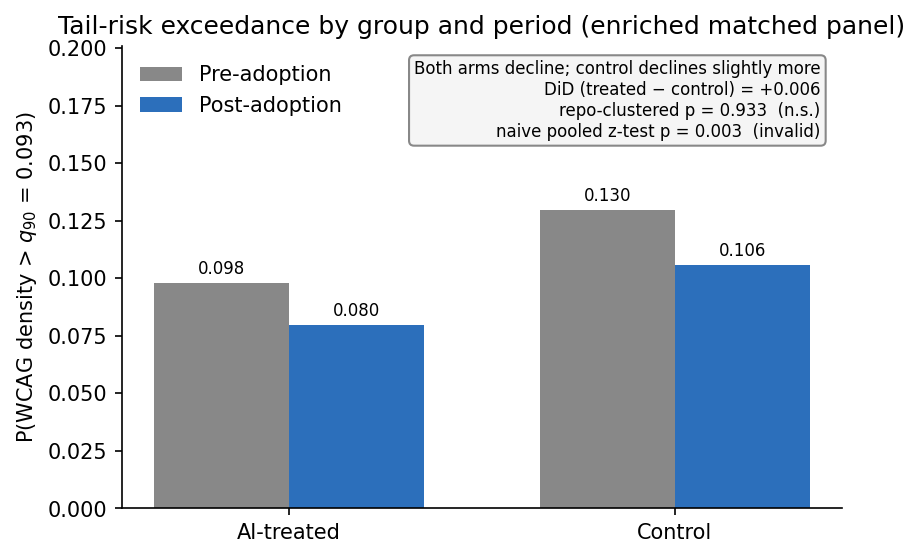 Tail-risk exceedance by group and period (enriched matched panel)
P(WCAG density > q90 = 0.093)
0.200
0.175
0.150
0.125
0.100
0.075
0.050
0.025
0.000
Pre-adoption
Post-adoption
Both arms decline; control declines slightly more
DiD (treated − control) = +0.006
repo-clustered p = 0.933 (n.s.)
naive pooled z-test p = 0.003 (invalid)
0.098
0.080
0.130
0.106
AI-treated
Control